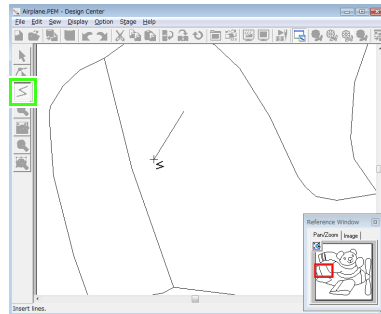 Airplane.PEM - Design Center
File Edit Sew Display Option Stage Help
Reference Window
Pan/Zoom Image
Insert lines.